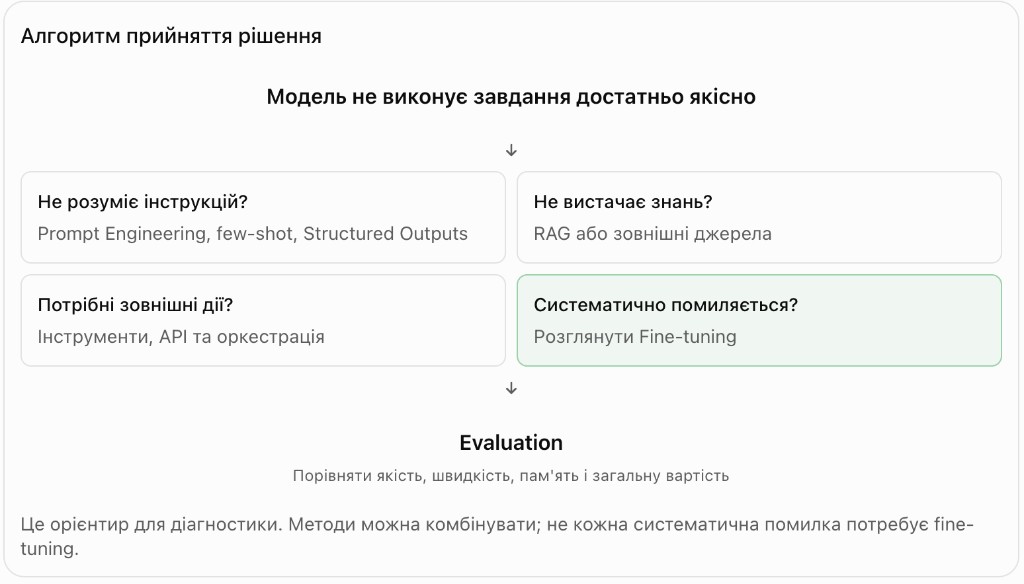 Алгоритм прийняття рішення
Модель не виконує завдання достатньо якісно
↓
Не розуміє інструкцій?
Prompt Engineering, few-shot, Structured Outputs
Не вистачає знань?
RAG або зовнішні джерела
Потрібні зовнішні дії?
Інструменти, API та оркестрація
Систематично помиляється?
Розглянути Fine-tuning
↓
Evaluation
Порівняти якість, швидкість, пам'ять і загальну вартість
Це орієнтир для діагностики. Методи можна комбінувати; не кожна систематична помилка потребує fine-
tuning.